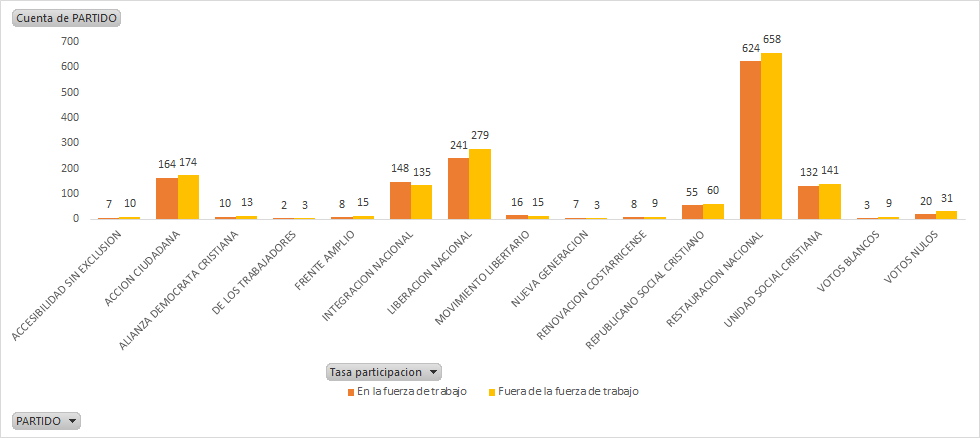 Cuenta de PARTIDO
700
600
500
400
300
200
100
0
7 10
164 174
10 13
2 3
8 15
148 135
241 279
16 15
7 3
8 9
55 60
624 658
132 141
3 9
20 31
ACCESIBILIDAD SIN EXCLUSION
ACCION CIUDADANA
ALIANZA DEMOCRATA CRISTIANA
DE LOS TRABAJADORES
FRENTE AMPLIO
INTEGRACION NACIONAL
LIBERACION NACIONAL
MOVIMIENTO LIBERTARIO
NUEVA GENERACION
RENOVACION COSTARRICENSE
REPUBLICANO SOCIAL CRISTIANO
RESTAURACION NACIONAL
UNIDAD SOCIAL CRISTIANA
VOTOS BLANCOS
VOTOS NULOS
Tasa participacion
En la fuerza de trabajo Fuera de la fuerza de trabajo
PARTIDO